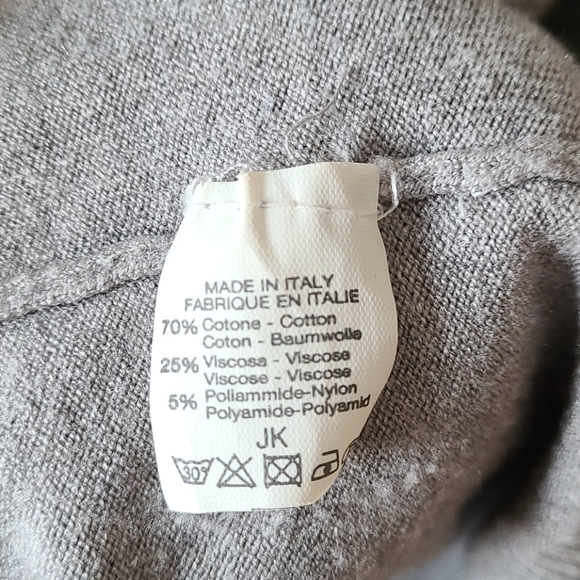 MADE IN ITALY
FABRIQUE EN ITALIE
70% Cotone - Cotton
Coton - Baumwolle
25% Viscosa - Viscose
Viscose - Viscose
5% Poliammide-Nylon
Polyamide-Polyamid
JK
30°